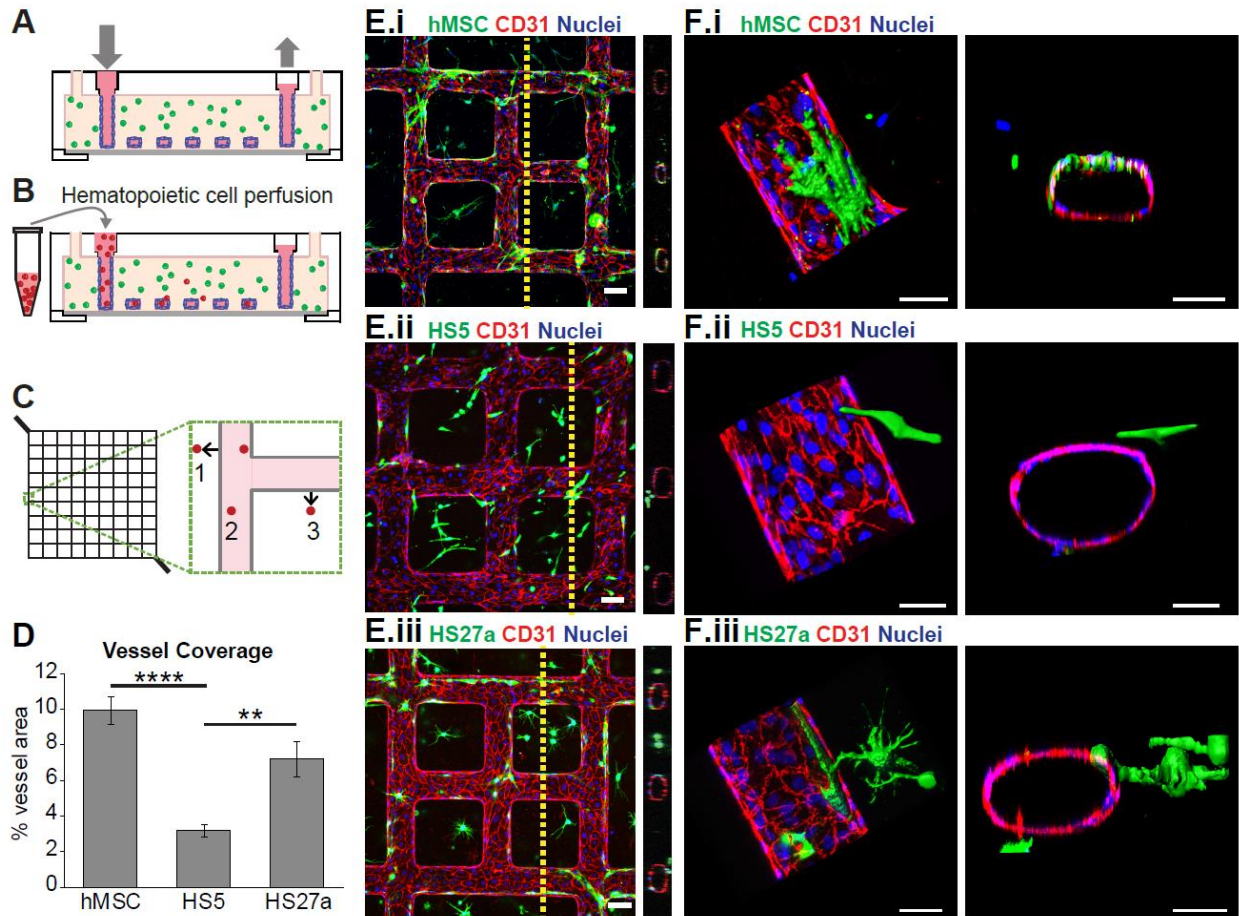 A
B
Hematopoietic cell perfusion
C
1
2
3
D
Vessel Coverage
% vessel area
12
10
8
6
4
2
0
****
**
hMSC HS5 HS27a
E.i hMSC CD31 Nuclei
E.ii HS5 CD31 Nuclei
E.iii HS27a CD31 Nuclei
F.i hMSC CD31 Nuclei
F.ii HS5 CD31 Nuclei
F.iii HS27a CD31 Nuclei